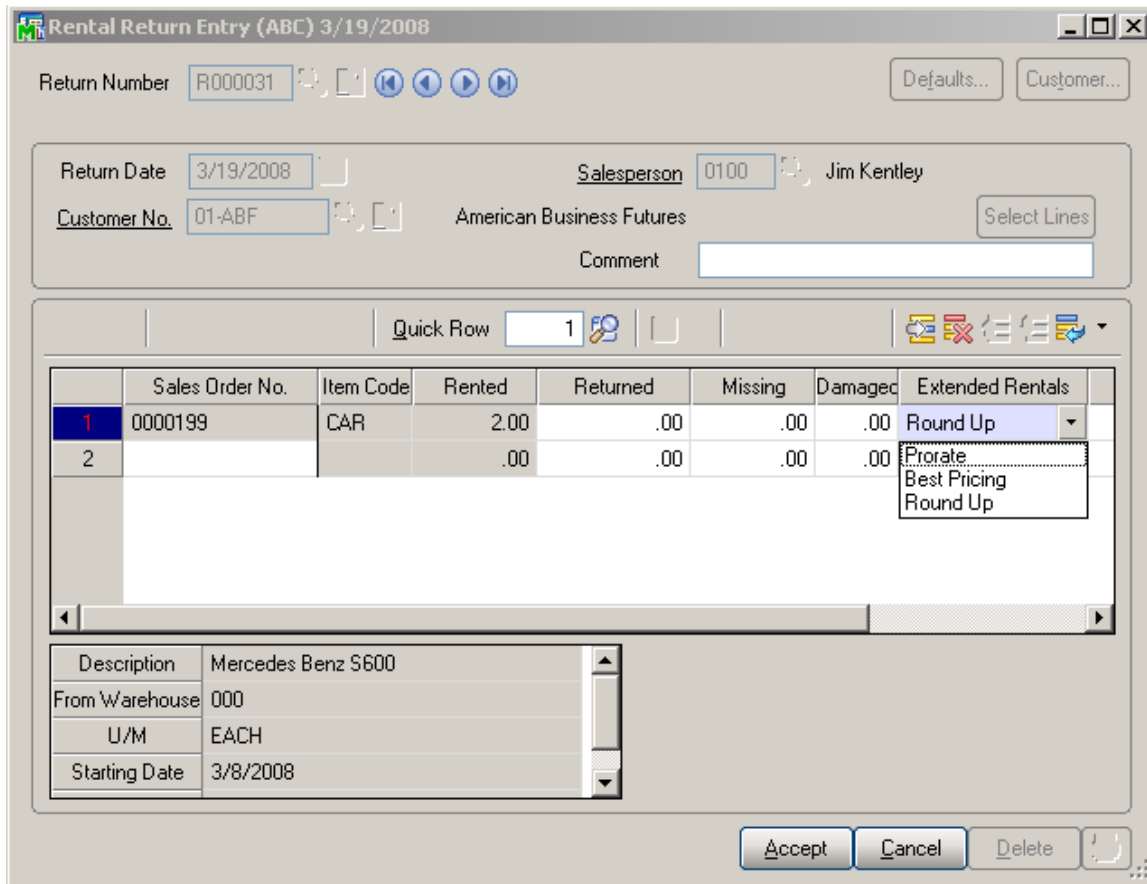 Rental Return Entry (ABC) 3/19/2008
Return Number R000031 Defaults... Customer...
Return Date 3/19/2008 Salesperson 0100 Jim Kentley
Customer No. 01-ABF American Business Futures Select Lines
Comment
Quick Row 1
Sales Order No. Item Code Rented Returned Missing Damaged Extended Rentals
1 0000199 CAR 2.00 .00 .00 .00 Round Up
2 .00 .00 .00 .00 Prorate
Best Pricing
Round Up
Description Mercedes Benz S600
From Warehouse 000
U/M EACH
Starting Date 3/8/2008
Accept Cancel Delete